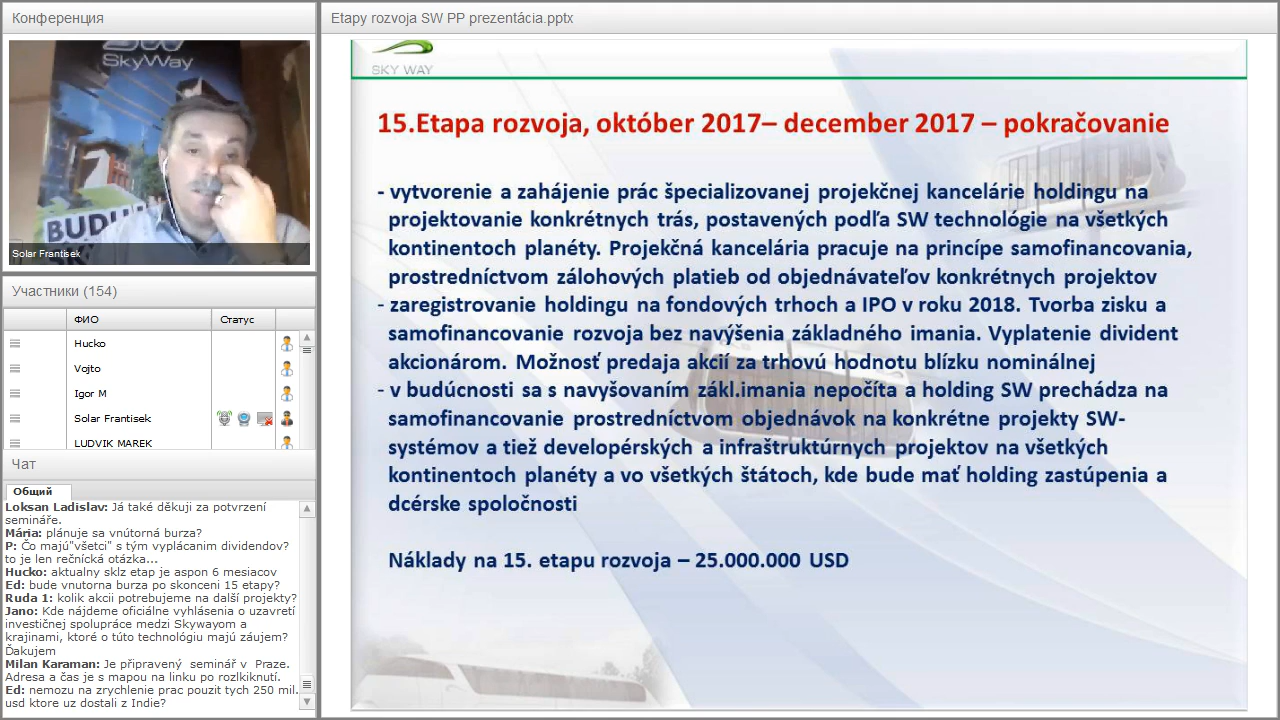 Конференция
SW
SkyWay
BUDU
Solar Frantisek
Участники (154)
ФИО
Статус
Hucko
Vojto
Igor M
Solar Frantisek
LUDVIK MAREK
Чат
Общий
Loksan Ladislav: Já také děkuji za potvrzení
semináře.
Mária: plánuje sa vnútorná burza?
P: Čo majú"všetci" s tým vyplácanim dividendov?
to je len rečnícká otázka...
Hucko: aktualny sklz etap je aspon 6 mesiacov
Ed: bude vnutorna burza po skonceni 15 etapy?
Ruda 1: kolik akcii potrebujeme na další projekty?
Jano: Kde nájdeme oficiálne vyhlásenia o uzavretí
investičnej spolupráce medzi Skywayom a
krajinami, ktoré o túto technológiu majú záujem?
Ďakujem
Milan Karaman: Je připravený seminář v Praze.
Adresa a čas je s mapou na linku po rozlkiknutí.
Ed: nemozu na zrychlenie prac pouzit tych 250 mil.
usd ktore uz dostali z Indie?
Etapy rozvoja SW PP prezentácia.pptx
SKY WAY
15.Etapa rozvoja, október 2017– december 2017 – pokračovanie
- vytvorenie a zahájenie prác špecializovanej projekčnej kancelárie holdingu na
projektovanie konkrétnych trás, postavených podľa SW technológie na všetkých
kontinentoch planéty. Projekčná kancelária pracuje na princípe samofinancovania,
prostredníctvom zálohových platieb od objednávateľov konkrétnych projektov
- zaregistrovanie holdingu na fondových trhoch a IPO v roku 2018. Tvorba zisku a
samofinancovanie rozvoja bez navýšenia základného imania. Vyplatenie divident
akcionárom. Možnosť predaja akcií za trhovú hodnotu blízku nominálnej
- v budúcnosti sa s navyšovaním zákl.imania nepočíta a holding SW prechádza na
samofinancovanie prostredníctvom objednávok na konkrétne projekty SW-
systémov a tiež developérských a infraštruktúrnych projektov na všetkých
kontinentoch planéty a vo všetkých štátoch, kde bude mať holding zastúpenia a
dcérske spoločnosti
Náklady na 15. etapu rozvoja – 25.000.000 USD